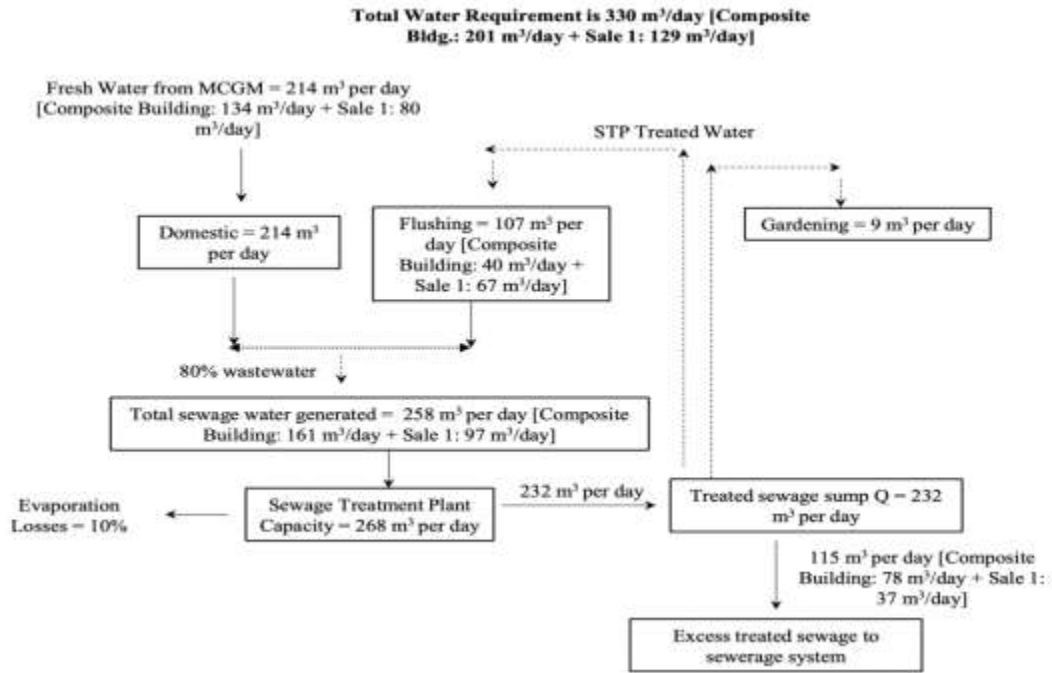 Total Water Requirement is 330 m³/day [Composite
Bldg.: 201 m³/day + Sale 1: 129 m³/day]
Fresh Water from MCGM = 214 m³ per day
[Composite Building: 134 m³/day + Sale 1: 80
m³/day]
STP Treated Water
Domestic = 214 m³
per day
Flushing = 107 m³ per
day [Composite
Building: 40 m³/day +
Sale 1: 67 m³/day]
Gardening = 9 m³ per day
80% wastewater
Total sewage water generated = 258 m³ per day [Composite
Building: 161 m³/day + Sale 1: 97 m³/day]
Evaporation
Losses = 10%
Sewage Treatment Plant
Capacity = 268 m³ per day
232 m³ per day
Treated sewage sump Q = 232
m³ per day
115 m³ per day [Composite
Building: 78 m³/day + Sale 1:
37 m³/day]
Excess treated sewage to
sewerage system